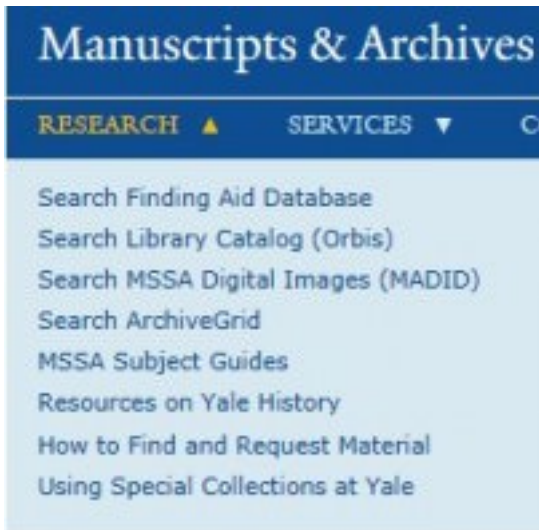 Manuscripts & Archives
RESEARCH ▲ SERVICES ▼
Search Finding Aid Database
Search Library Catalog (Orbis)
Search MSSA Digital Images (MADID)
Search ArchiveGrid
MSSA Subject Guides
Resources on Yale History
How to Find and Request Material
Using Special Collections at Yale